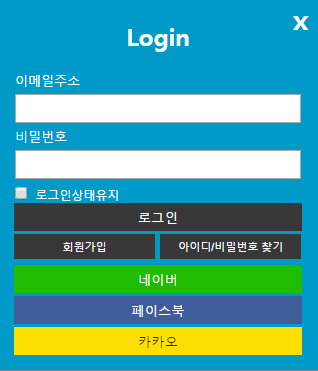 x
Login
이메일주소
비밀번호
로그인상태유지
로그인
회원가입 아이디/비밀번호 찾기
네이버
페이스북
카카오